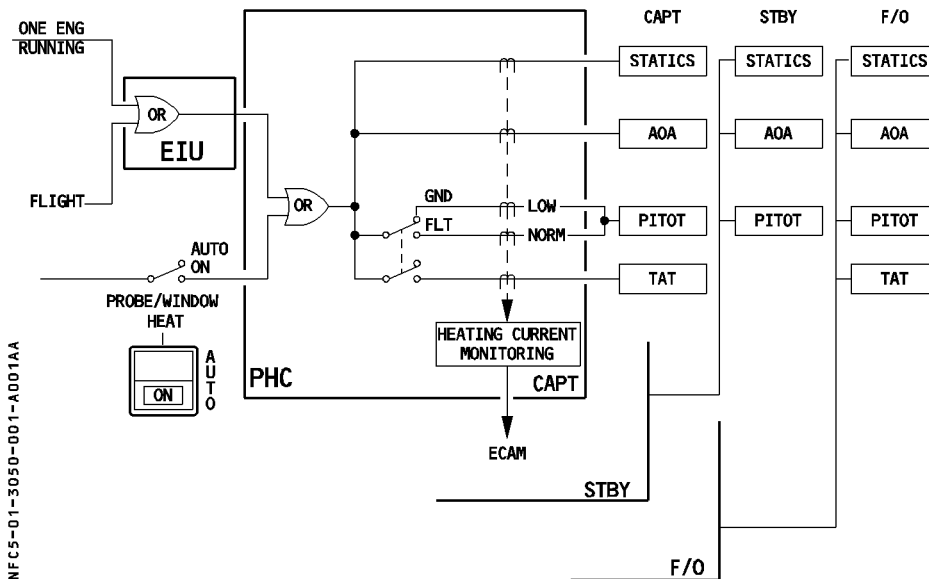 CAPT STBY F/O
ONE ENG
RUNNING
OR
EIU
FLIGHT
STATICS STATICS STATICS
AOA AOA AOA
OR
GND LOW
FLT NORM
PITOT PITOT PITOT
TAT TAT
AUTO
ON
PROBE/WINDOW
HEAT
ON
AUTO
HEATING CURRENT
MONITORING
PHC
CAPT
ECAM
STBY
F/O
NFC5-01-3050-001-A001AA